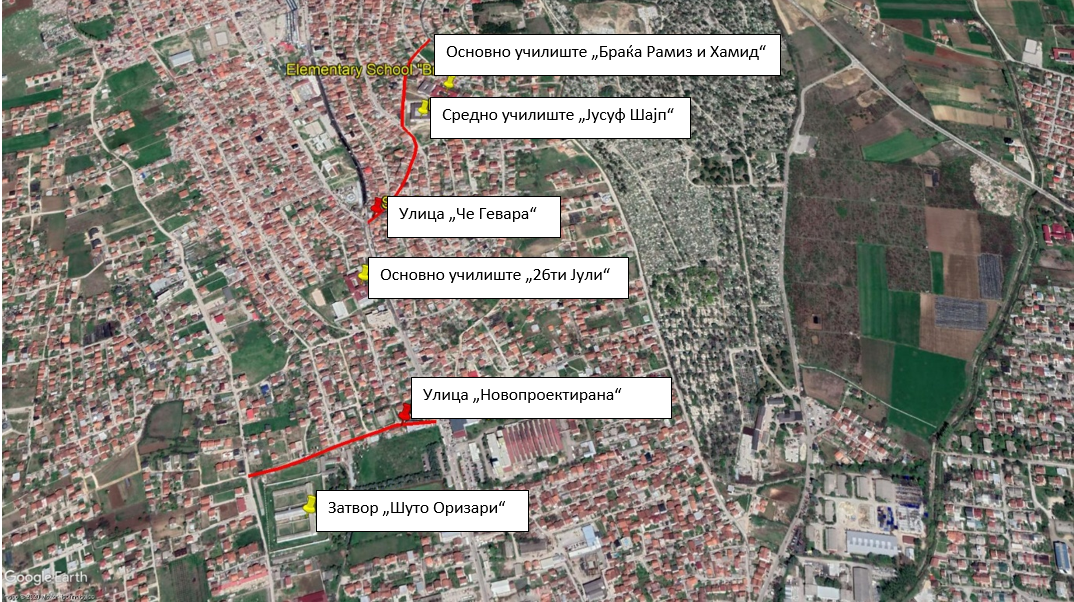 Основно училиште „Браќа Рамиз и Хамид“
Elementary School "B
Средно училиште „Јусуф Шајп“
S
Улица „Че Гевара“
Основно училиште „26ти Јули“
Улица „Новопроектирана“
Затвор „Шуто Оризари“
Google Earth